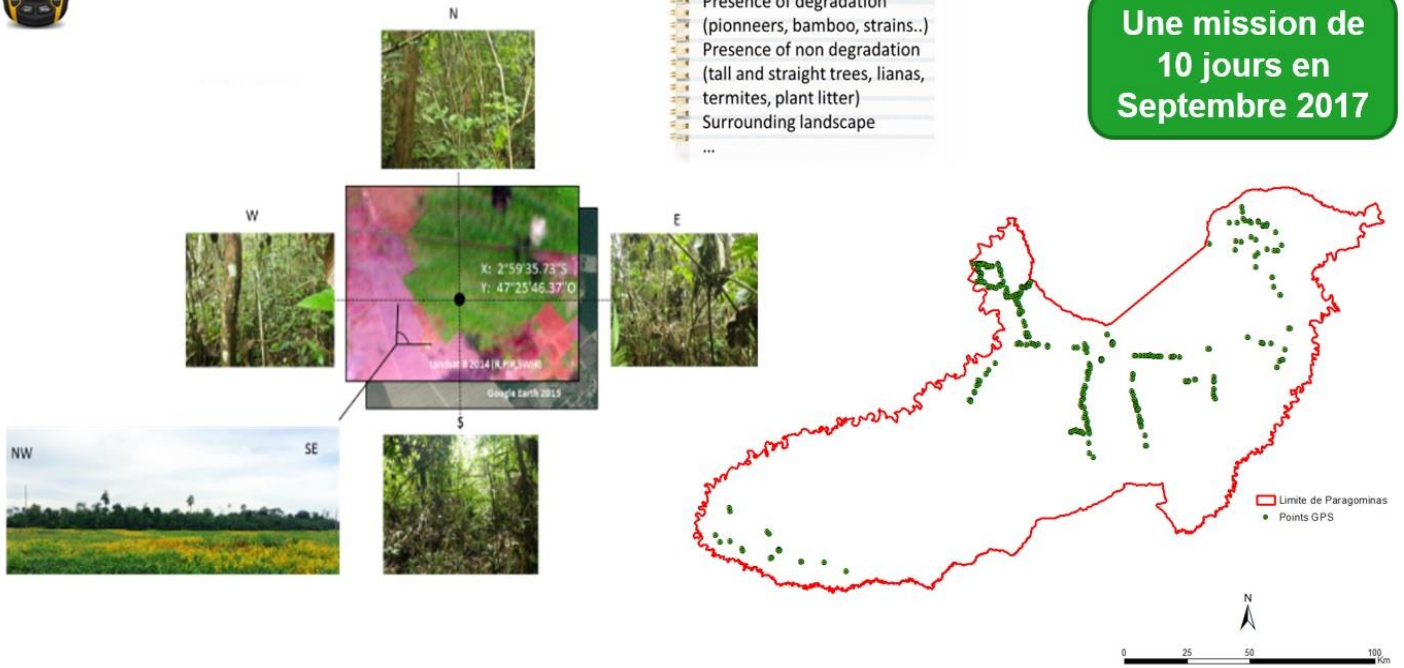 Presence of degradation
(pionneers, bamboo, strains..)
Presence of non degradation
(tall and straight trees, lianas,
termites, plant litter)
Surrounding landscape
...
Une mission de
10 jours en
Septembre 2017
N
W
E
X: 2°59'35.73"S
Y: 47°25'46.37"O
Landsat 8 2014 (R,PIR,SWIR)
Google Earth 2015
S
NW
SE
Limite de Paragominas
Points GPS
N
0 25 50 100
Km